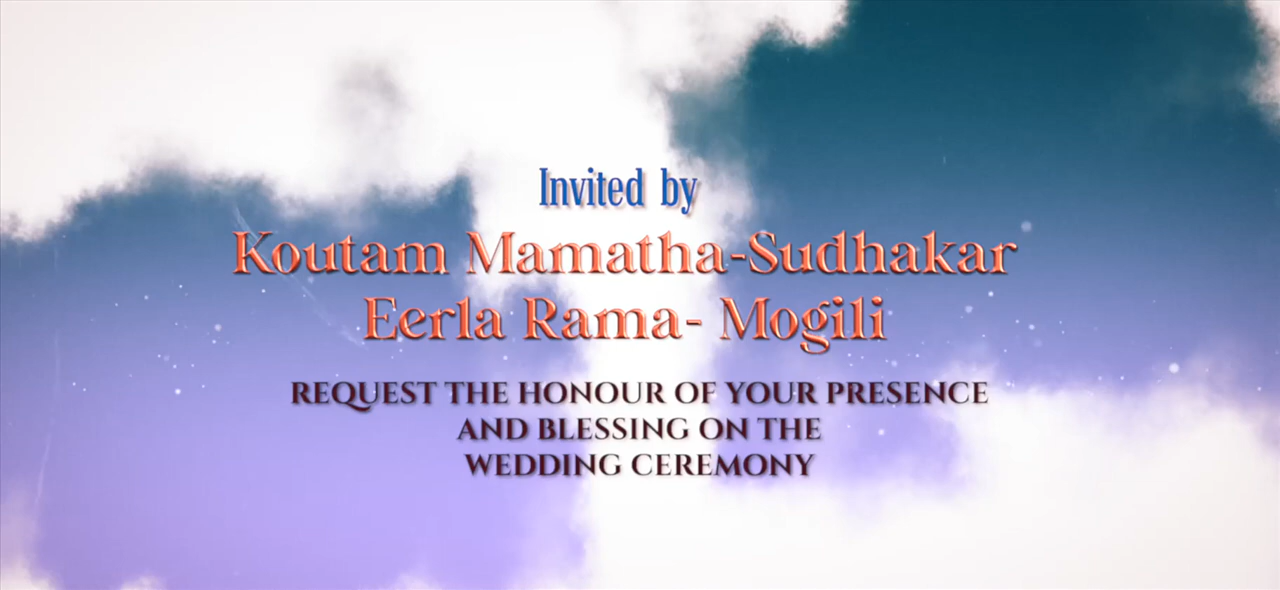 Invited by
Koutam Mamatha-Sudhakar
Eerla Rama- Mogili
REQUEST THE HONOUR OF YOUR PRESENCE
AND BLESSING ON THE
WEDDING CEREMONY